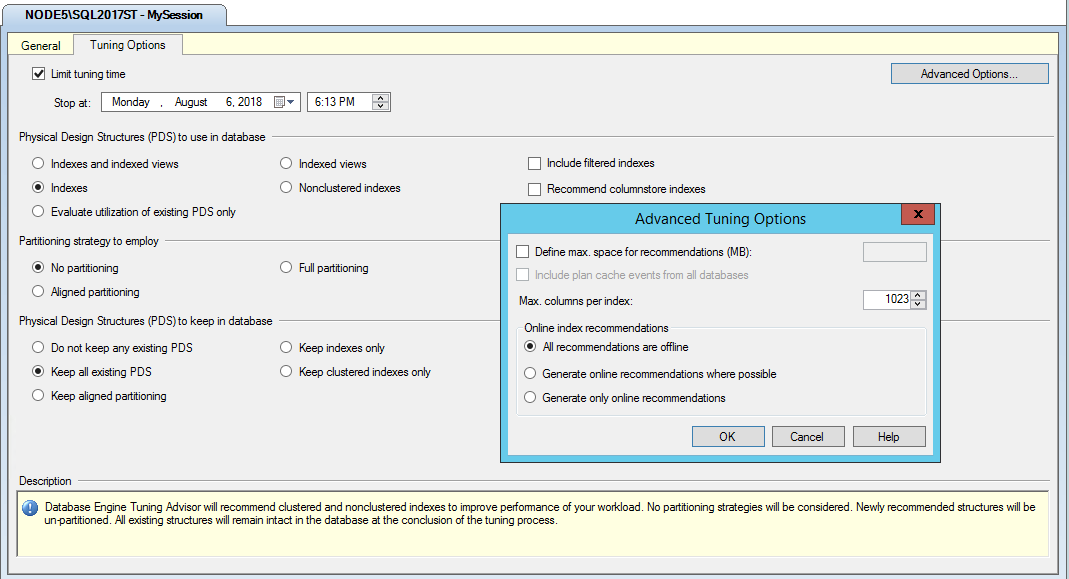 NODE5\SQL2017ST - MySession
General
Tuning Options
Limit tuning time
Advanced Options...
Stop at:
Monday , August 6, 2018
6:13 PM
Physical Design Structures (PDS) to use in database
Indexes and indexed views
Indexed views
Include filtered indexes
Indexes
Nonclustered indexes
Recommend columnstore indexes
Evaluate utilization of existing PDS only
Partitioning strategy to employ
No partitioning
Full partitioning
Aligned partitioning
Physical Design Structures (PDS) to keep in database
Do not keep any existing PDS
Keep indexes only
Keep all existing PDS
Keep clustered indexes only
Keep aligned partitioning
Advanced Tuning Options
x
Define max. space for recommendations (MB):
Include plan cache events from all databases
Max. columns per index:
1023
Online index recommendations
All recommendations are offline
Generate online recommendations where possible
Generate only online recommendations
OK
Cancel
Help
Description
Database Engine Tuning Advisor will recommend clustered and nonclustered indexes to improve performance of your workload. No partitioning strategies will be considered. Newly recommended structures will be
un-partitioned. All existing structures will remain intact in the database at the conclusion of the tuning process.